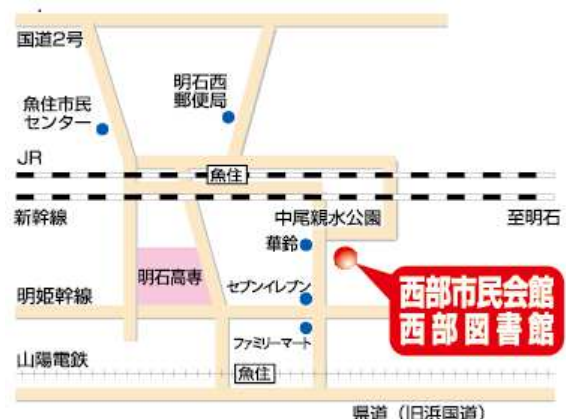 国道2号
明石西
郵便局
魚住市民
センター
JR
魚住
新幹線
中尾親水公園
至明石
華鈴
明石高専
セブンイレブン
西部市民会館
西部図書館
明姫幹線
ファミリーマート
山陽電鉄
魚住
県道（旧浜国道）